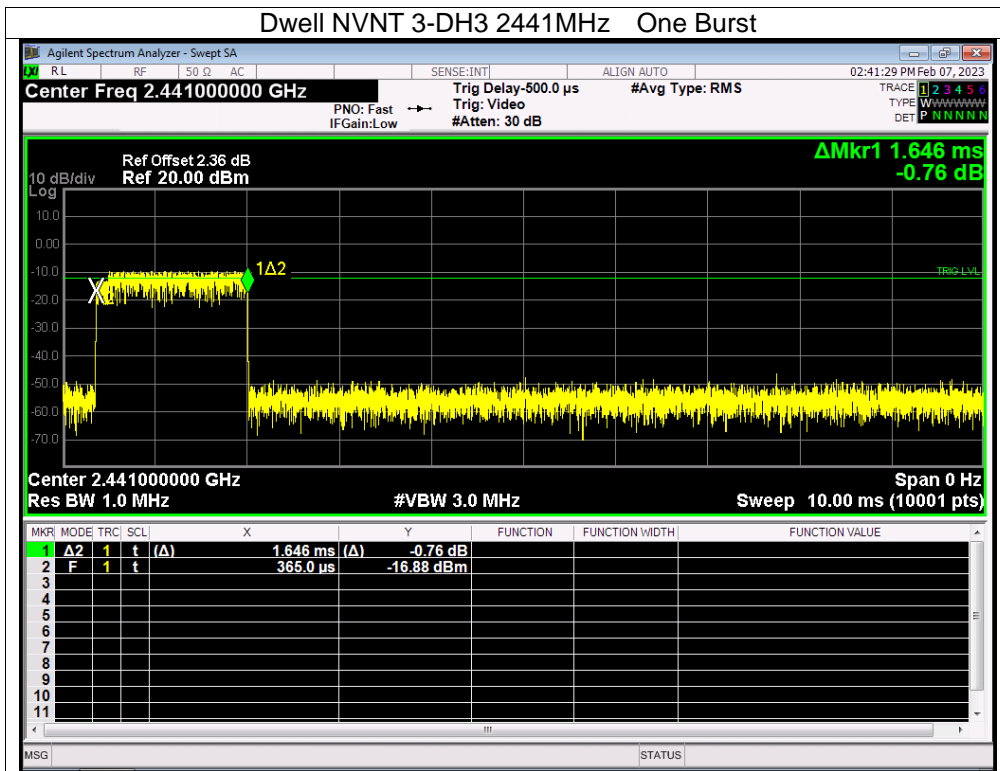 Dwell NVNT 3-DH3 2441MHz One Burst
Agilent Spectrum Analyzer - Swept SA
LXI RL RF 50 Ω AC SENSE:INT ALIGN AUTO 02:41:29 PM Feb 07, 2023
Center Freq 2.441000000 GHz Trig Delay-500.0 µs #Avg Type: RMS TRACE 1 2 3 4 5 6
PNO: Fast Trig: Video TYPE WWWWWWW
IFGain:Low #Atten: 30 dB DET P N N N N N
ΔMkr1 1.646 ms
-0.76 dB
Ref Offset 2.36 dB
10 dB/div Ref 20.00 dBm
Log
10.0
0.00
-10.0 1Δ2 TRIG LVL
-20.0
-30.0
-40.0
-50.0
-60.0
-70.0
Center 2.441000000 GHz Span 0 Hz
Res BW 1.0 MHz #VBW 3.0 MHz Sweep 10.00 ms (10001 pts)
MKR MODE TRC SCL X Y FUNCTION FUNCTION WIDTH FUNCTION VALUE
1 Δ2 1 t (Δ) 1.646 ms (Δ) -0.76 dB
2 F 1 t 365.0 µs -16.88 dBm
3
4
5
6
7
8
9
10
11
MSG STATUS